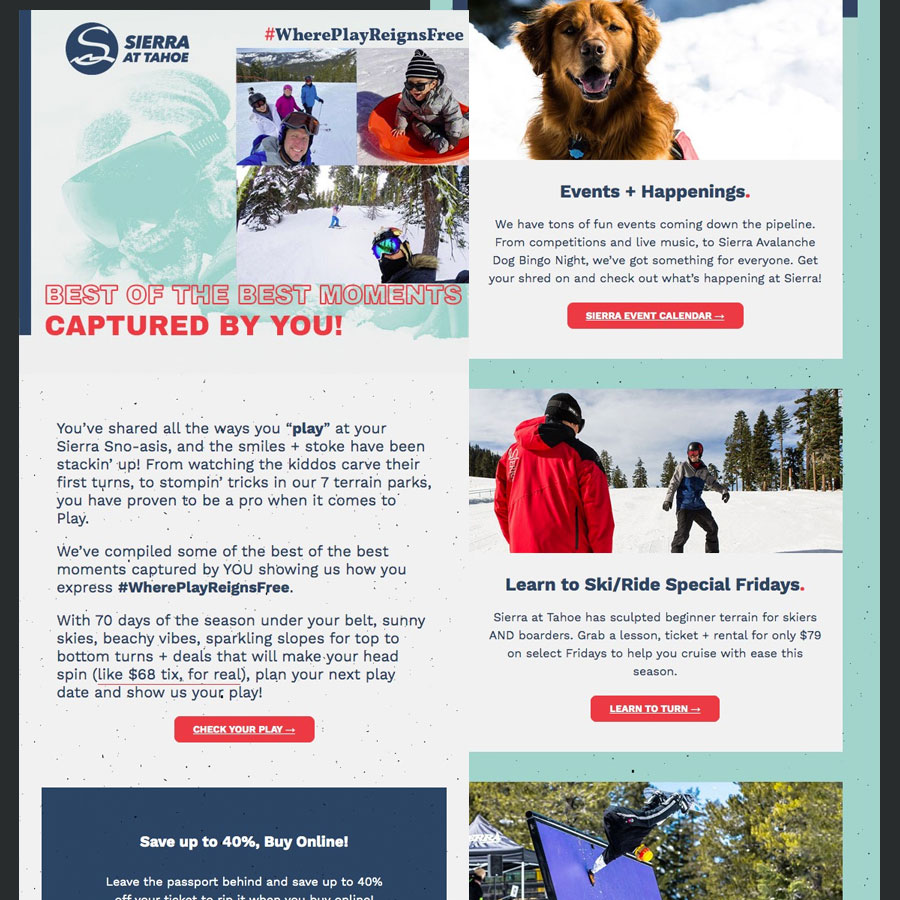 SIERRA
AT TAHOE
#WherePlayReignsFree
BEST OF THE BEST MOMENTS
CAPTURED BY YOU!
You’ve shared all the ways you “play” at your
Sierra Sno-asis, and the smiles + stoke have been
stackin’ up! From watching the kiddos carve their
first turns, to stompin’ tricks in our 7 terrain parks,
you have proven to be a pro when it comes to
Play.
We’ve compiled some of the best of the best
moments captured by YOU showing us how you
express #WherePlayReignsFree.
With 70 days of the season under your belt, sunny
skies, beachy vibes, sparkling slopes for top to
bottom turns + deals that will make your head
spin (like $68 tix, for real), plan your next play
date and show us your play!
CHECK YOUR PLAY →
Save up to 40%, Buy Online!
Leave the passport behind and save up to 40%
off your ticket to rip it when you buy online!
Events + Happenings.
We have tons of fun events coming down the pipeline.
From competitions and live music, to Sierra Avalanche
Dog Bingo Night, we’ve got something for everyone. Get
your shred on and check out what’s happening at Sierra!
SIERRA EVENT CALENDAR →
Learn to Ski/Ride Special Fridays.
Sierra at Tahoe has sculpted beginner terrain for skiers
AND boarders. Grab a lesson, ticket + rental for only $79
on select Fridays to help you cruise with ease this
season.
LEARN TO TURN →